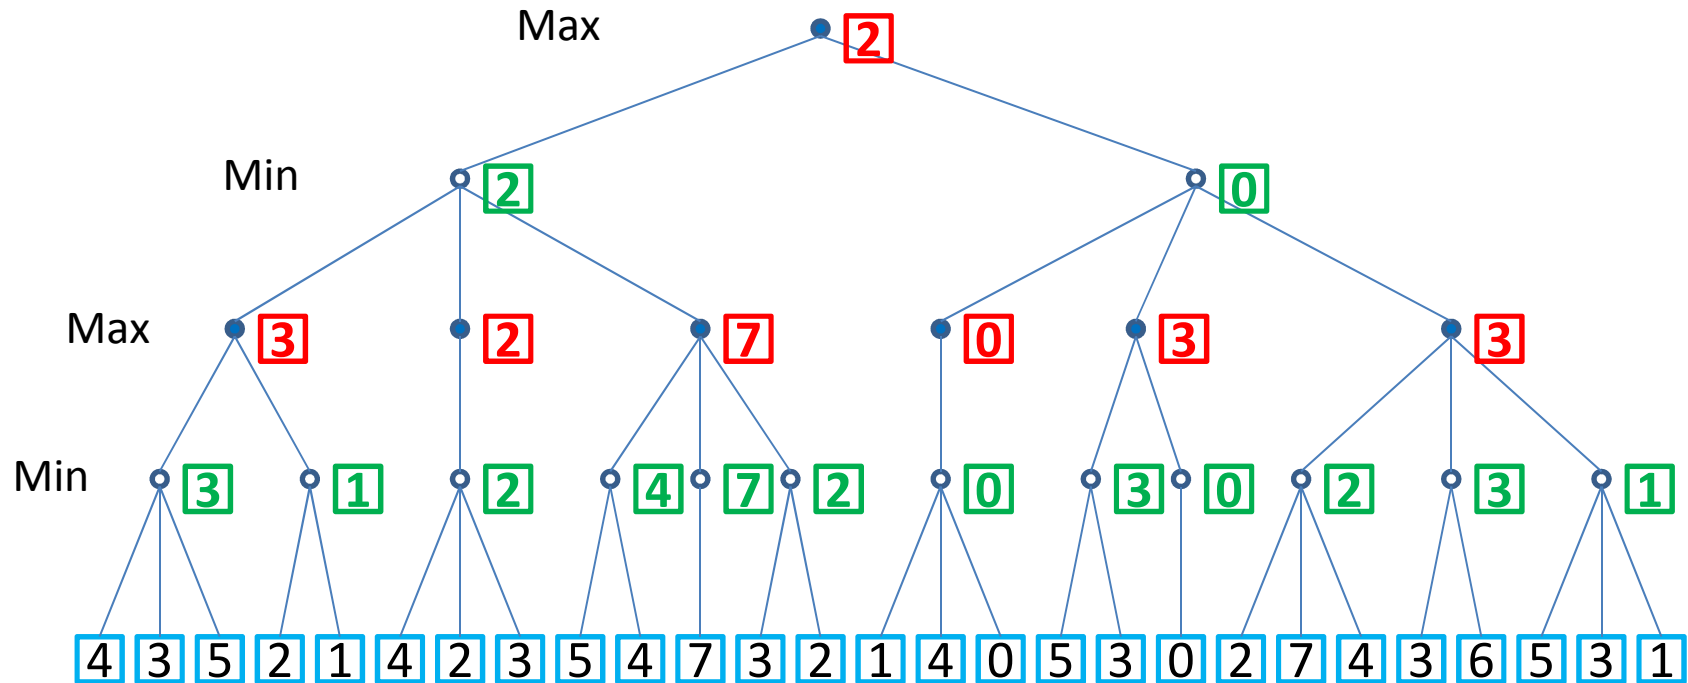 Max 2
Min 2 0
Max 3 2 7 0 3 3
Min 3 1 2 4 7 2 0 3 0 2 3 1
4 3 5 2 1 4 2 3 5 4 7 3 2 1 4 0 5 3 0 2 7 4 3 6 5 3 1